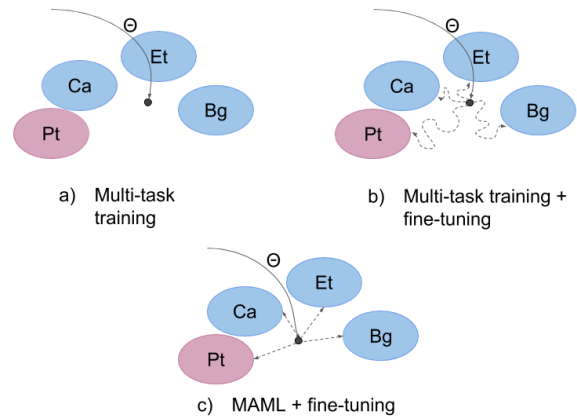 Θ
Et
Ca
Bg
Pt
a) Multi-task
training
Θ
Et
Ca
Bg
Pt
b) Multi-task training +
fine-tuning
Θ
Et
Ca
Bg
Pt
c) MAML + fine-tuning